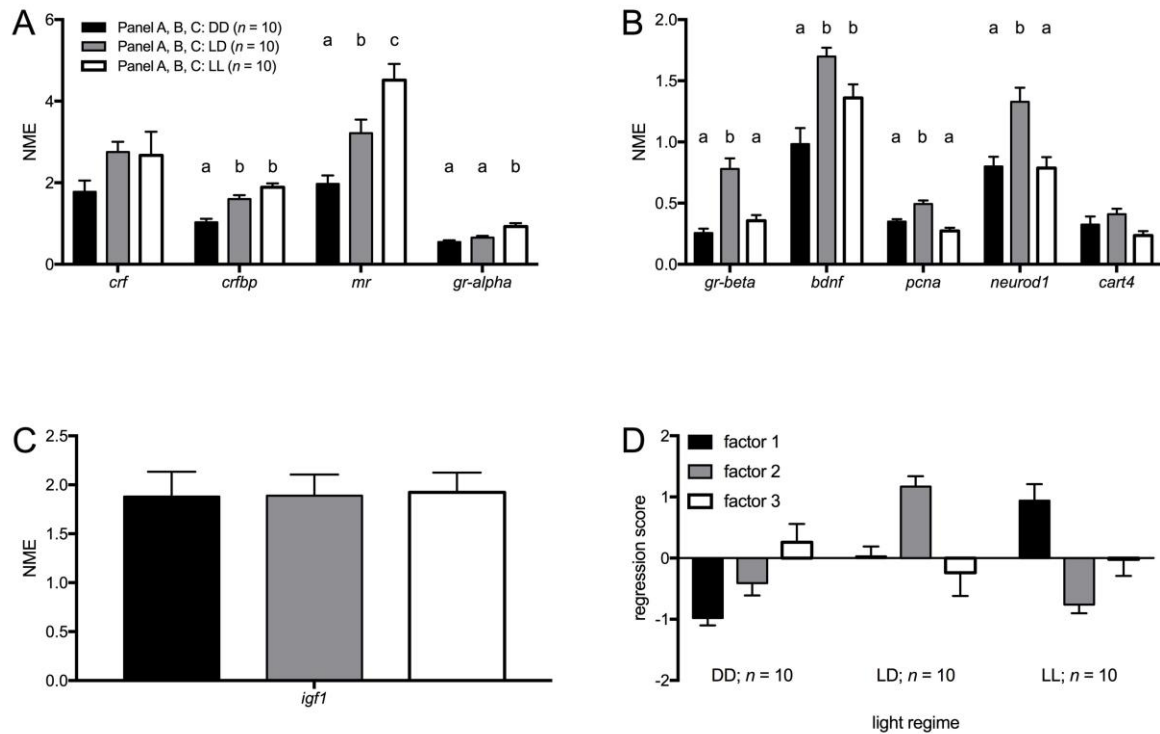 A
Panel A, B, C: DD (n = 10)
Panel A, B, C: LD (n = 10)
Panel A, B, C: LL (n = 10)
a b c
a b b
a a b
6
4
2
0
NME
crf crfbp mr gr-alpha
B
a b b a b a
a b a a b a
2.0
1.5
1.0
0.5
0.0
NME
gr-beta bdnf pcna neurod1 cart4
C
2.5
2.0
1.5
1.0
0.5
0.0
NME
igf1
D
factor 1
factor 2
factor 3
2
1
0
-1
-2
regression score
DD; n = 10 LD; n = 10 LL; n = 10
light regime